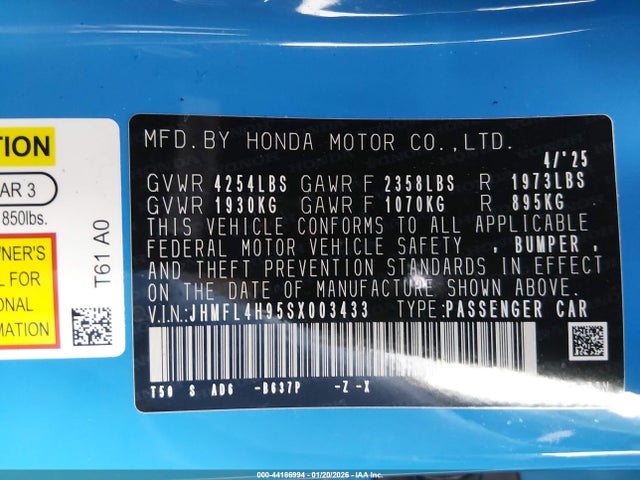 TION
AR 3
850lbs.
WNER'S
L FOR
ONAL
MATION
T61 A0
MFD.BY HONDA MOTOR CO.,LTD.
4/'25
GVWR 4254LBS GAWR F 2358LBS R 1973LBS
GVWR 1930KG GAWR F 1070KG R 895KG
THIS VEHICLE CONFORMS TO ALL APPLICABLE
FEDERAL MOTOR VEHICLE SAFETY , BUMPER ,
AND THEFT PREVENTION STANDARDS IN EFFECT
ON THE DATE OF MANUFACTURE SHOWN ABOVE.
V.I.N:JHMFL4H95SX003433 TYPE:PASSENGER CAR
T50 S AD6 -B637P -Z -X
000-44186994 - 01/20/2026 - IAA Inc.